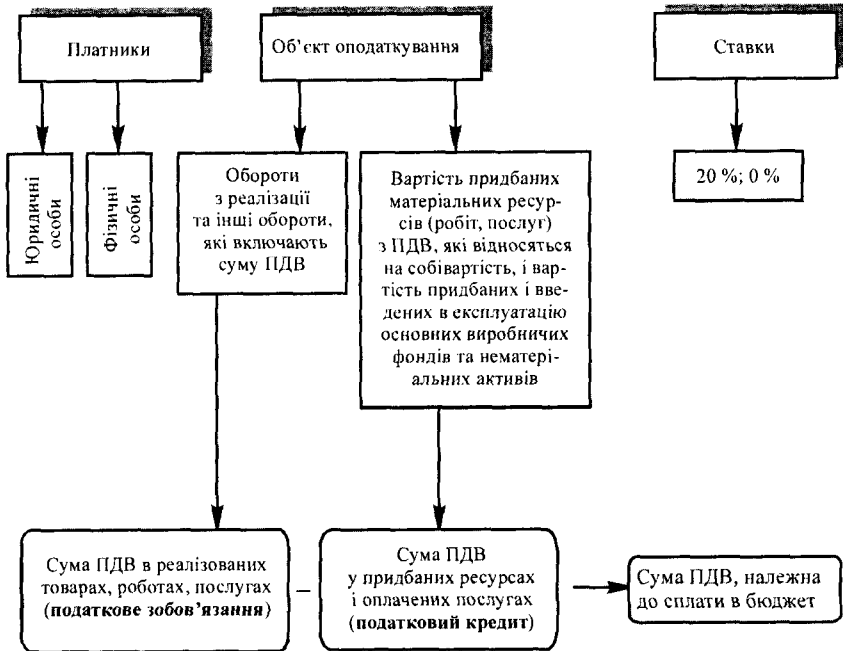 Платники
Об’єкт оподаткування
Ставки
Юридичні
особи
Фізичні
особи
Обороти
з реалізації
та інші обороти,
які включають
суму ПДВ
Вартість придбаних
матеріальних ресур-
сів (робіт, послуг)
з ПДВ, які відносяться
на собівартість, і вар-
тість придбаних і вве-
дених в експлуатацію
основних виробничих
фондів та нематері-
альних активів
20 %; 0 %
Сума ПДВ в реалізованих
товарах, роботах, послугах
(податкове зобов’язання)
–
Сума ПДВ
у придбаних ресурсах
і оплачених послугах
(податковий кредит)
Сума ПДВ, належна
до сплати в бюджет